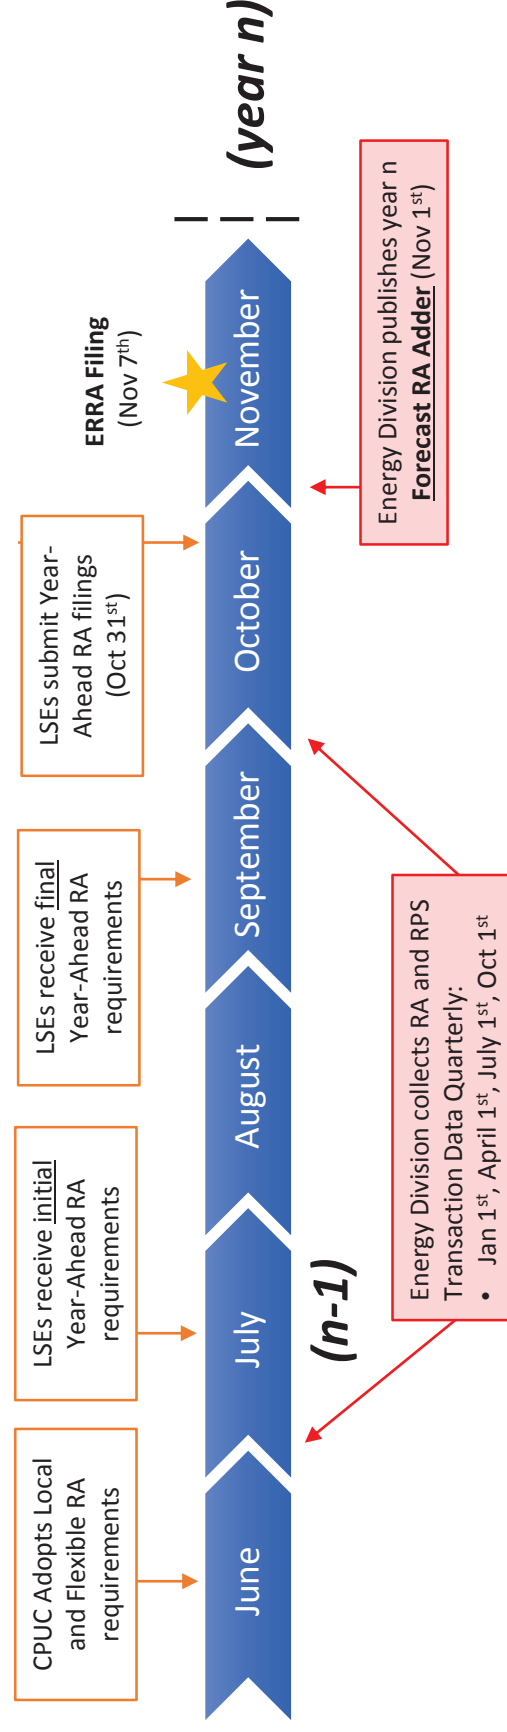 CPUC Adopts Local
and Flexible RA
requirements
LSEs receive initial
Year-Ahead RA
requirements
LSEs receive final
Year-Ahead RA
requirements
LSEs submit Year-
Ahead RA filings
(Oct 31st)
ERRA Filing
(Nov 7th)
June
July
August
September
October
November
(n-1)
(year n)
Energy Division collects RA and RPS
Transaction Data Quarterly:
• Jan 1st, April 1st, July 1st, Oct 1st
Energy Division publishes year n
Forecast RA Adder (Nov 1st)